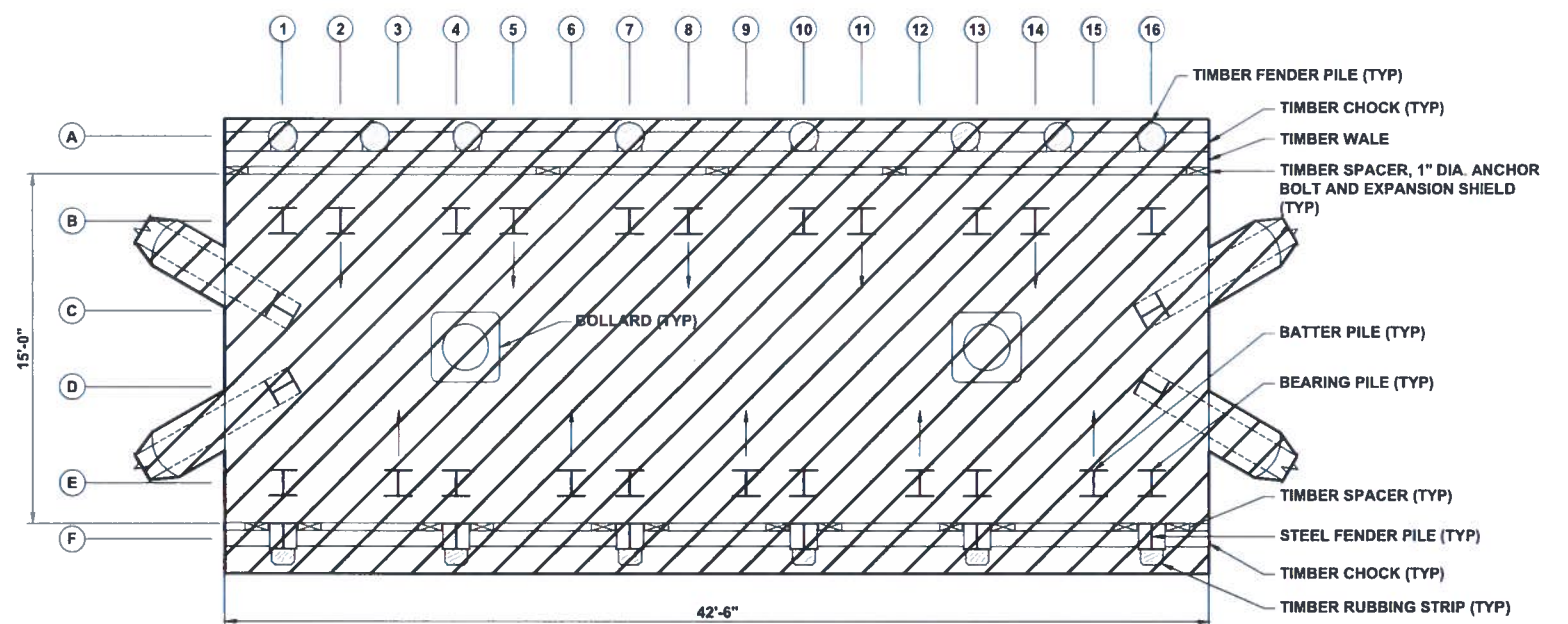 1 2 3 4 5 6 7 8 9 10 11 12 13 14 15 16
TIMBER FENDER PILE (TYP)
TIMBER CHOCK (TYP)
A
TIMBER WALE
TIMBER SPACER, 1" DIA. ANCHOR
BOLT AND EXPANSION SHIELD
(TYP)
B
C
BOLLARD (TYP)
BATTER PILE (TYP)
15'-0"
D
BEARING PILE (TYP)
E
TIMBER SPACER (TYP)
F
STEEL FENDER PILE (TYP)
TIMBER CHOCK (TYP)
TIMBER RUBBING STRIP (TYP)
42'-6"